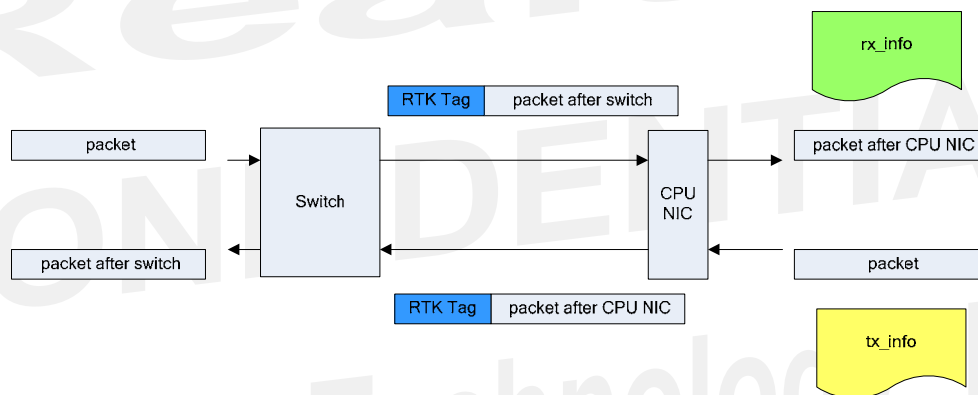 rx_info
RTK Tag packet after switch
packet
packet after CPU NIC
Switch
CPU
NIC
packet after switch
packet
RTK Tag packet after CPU NIC
tx_info